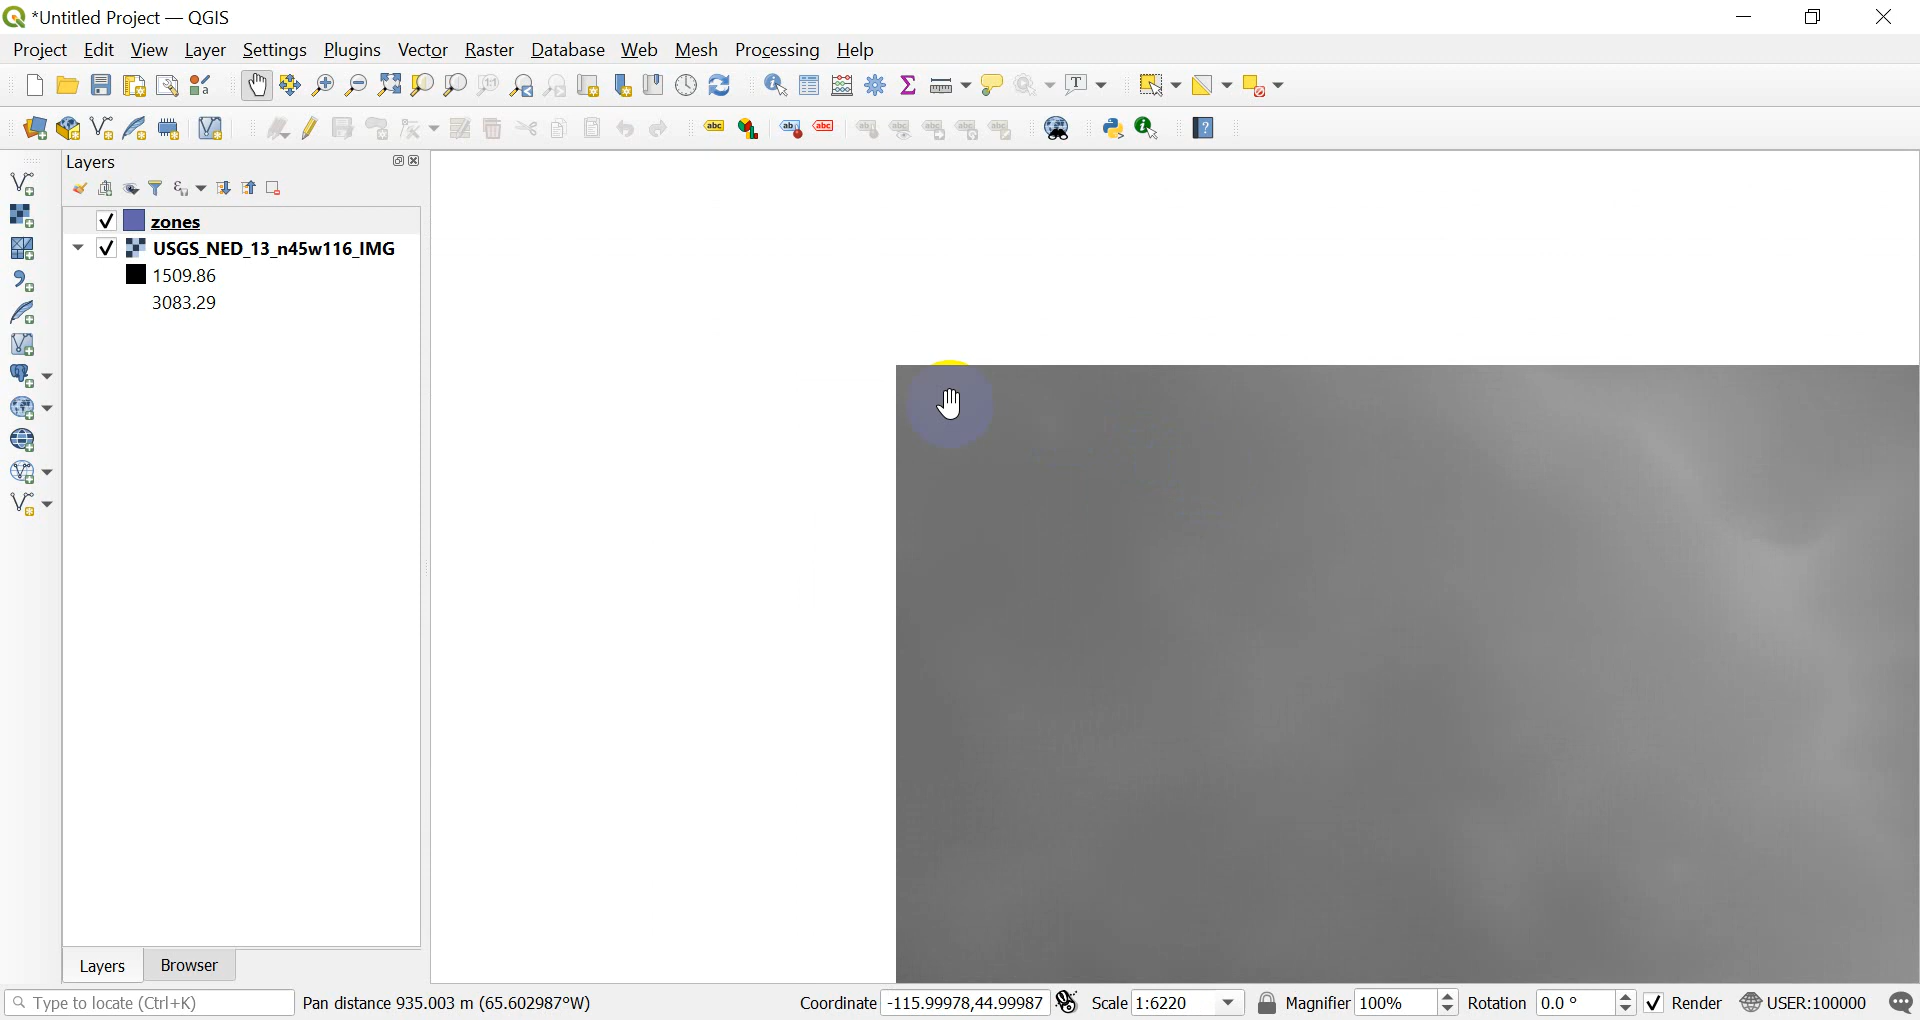 *Untitled Project — QGIS
Project Edit View Layer Settings Plugins Vector Raster Database Web Mesh Processing Help
Layers
zones
USGS_NED_13_n45w116_IMG
1509.86
3083.29
Layers Browser
Type to locate (Ctrl+K) Pan distance 935.003 m (65.602987°W) Coordinate -115.99978,44.99987 Scale 1:6220 Magnifier 100% Rotation 0.0 ° Render USER:100000